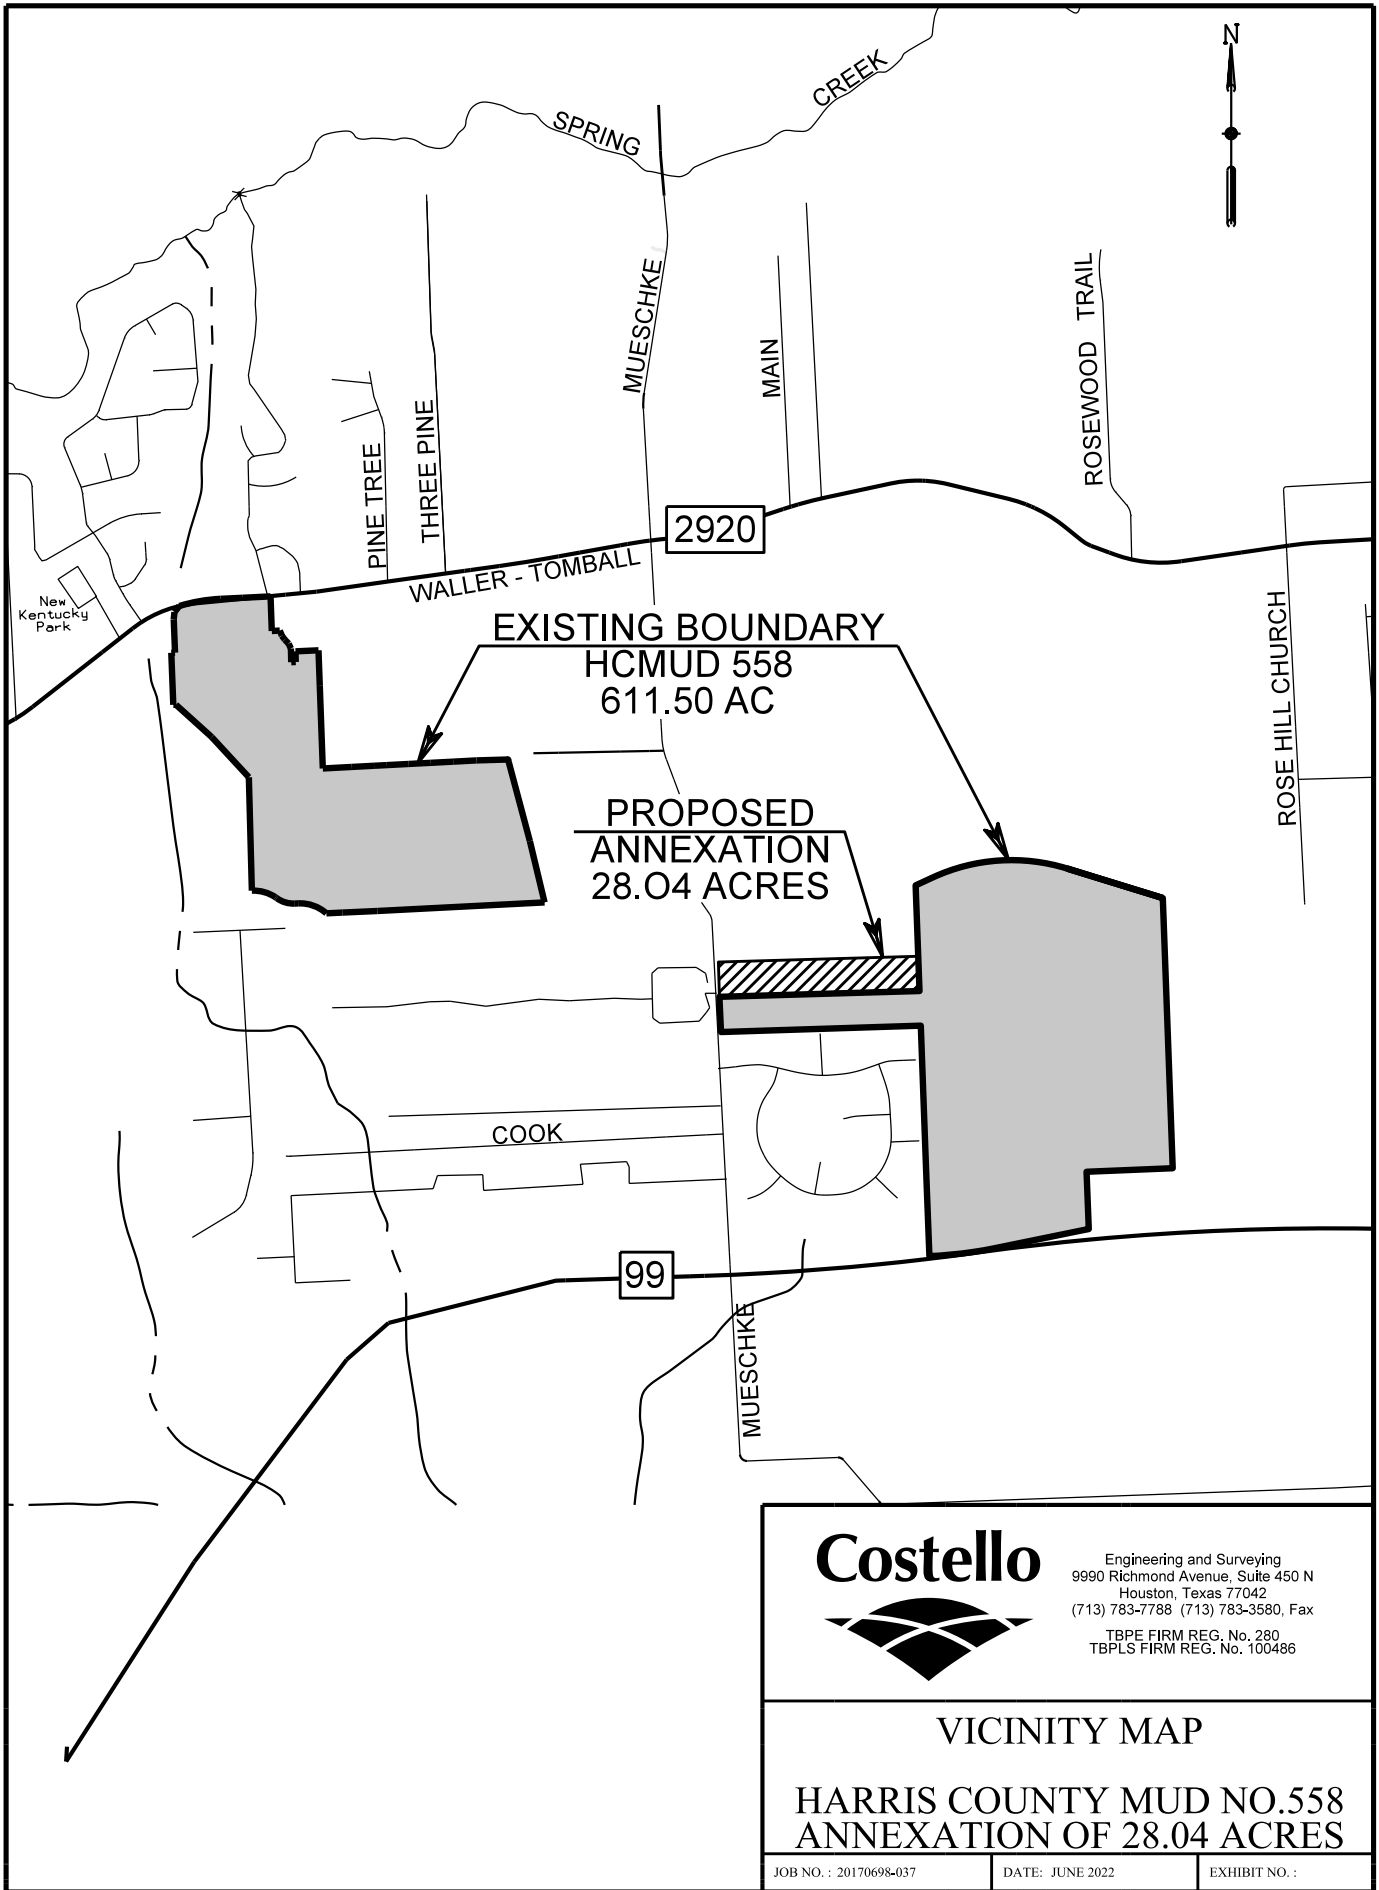 N
CREEK
SPRING
MUESCHKE
MAIN
ROSEWOOD TRAIL
PINE TREE
THREE PINE
2920
WALLER - TOMBALL
New
Kentucky
Park
EXISTING BOUNDARY
HCMUD 558
611.50 AC
ROSE HILL CHURCH
PROPOSED
ANNEXATION
28.O4 ACRES
COOK
99
MUESCHKE
Costello
Engineering and Surveying
9990 Richmond Avenue, Suite 450 N
Houston, Texas 77042
(713) 783-7788 (713) 783-3580, Fax
TBPE FIRM REG. No. 280
TBPLS FIRM REG. No. 100486
VICINITY MAP
HARRIS COUNTY MUD NO.558
ANNEXATION OF 28.04 ACRES
JOB NO. : 20170698-037
DATE: JUNE 2022
EXHIBIT NO. :